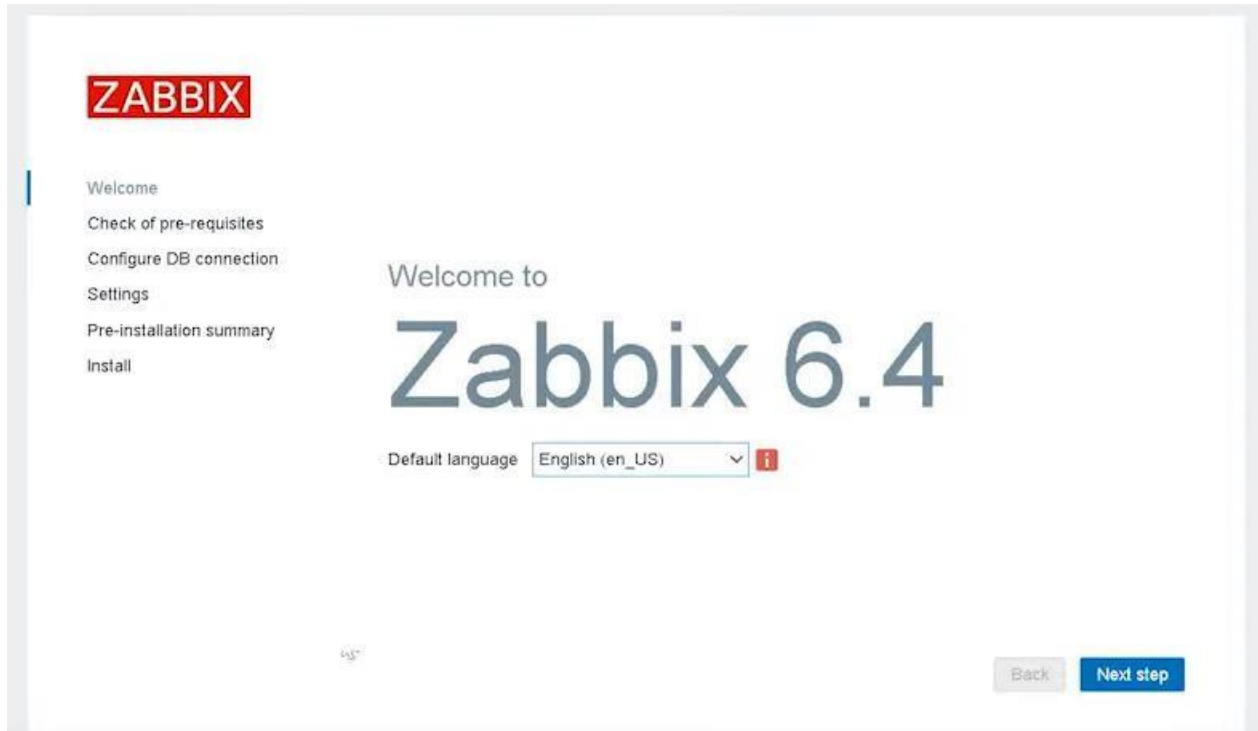 ZABBIX
Welcome
Check of pre-requisites
Configure DB connection
Settings
Pre-installation summary
Install
Welcome to
Zabbix 6.4
Default language English (en_US)
Back Next step